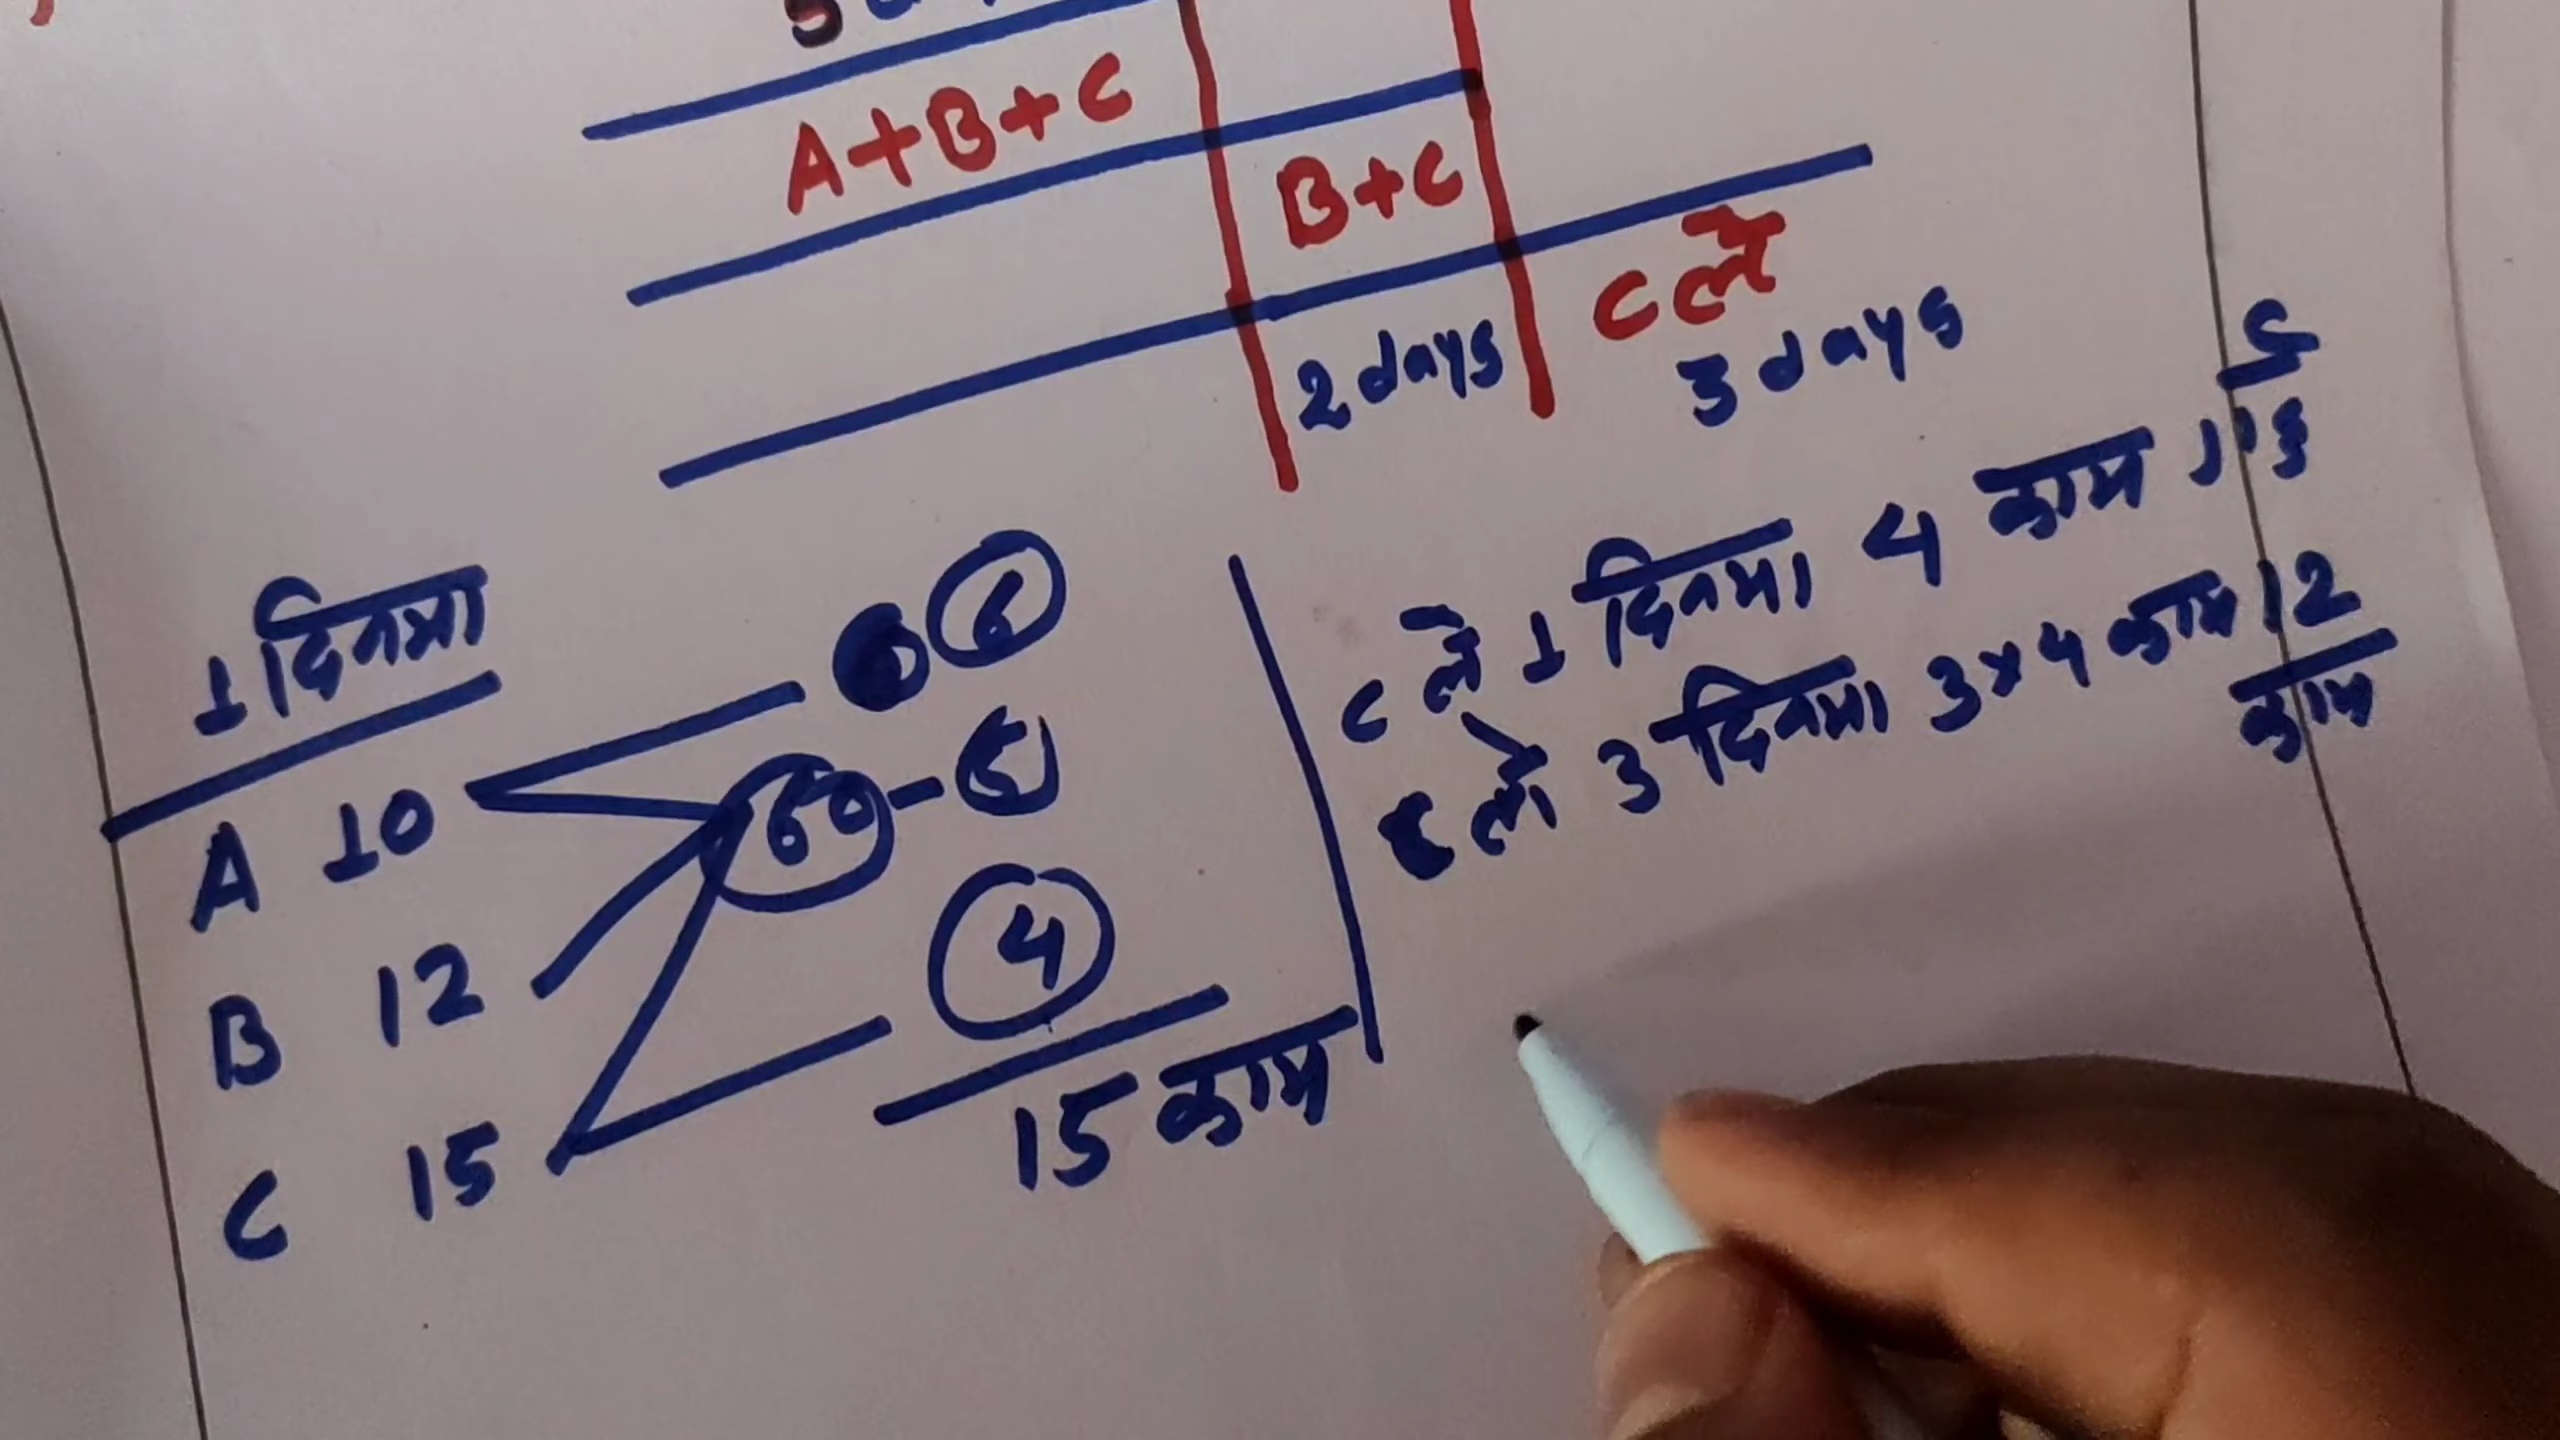 A+B+C
B+C
C ले
2 days
3 days
1 दिनमा
A 10
B 12
C 15
60 - 5
6
4
15 काम
C ले 1 दिनमा 4 काम
C ले 3 दिनमा 3×4 काम 12
काम